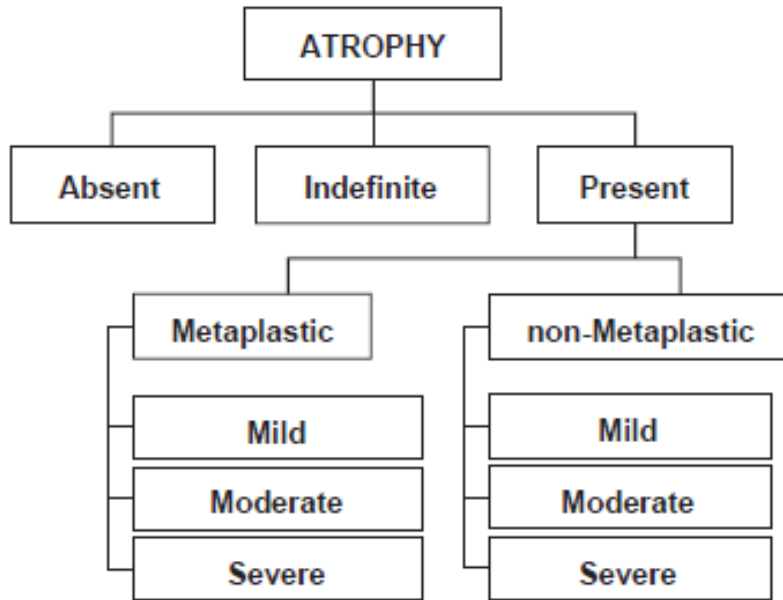 ATROPHY
Absent
Indefinite
Present
Metaplastic
non-Metaplastic
Mild
Mild
Moderate
Moderate
Severe
Severe